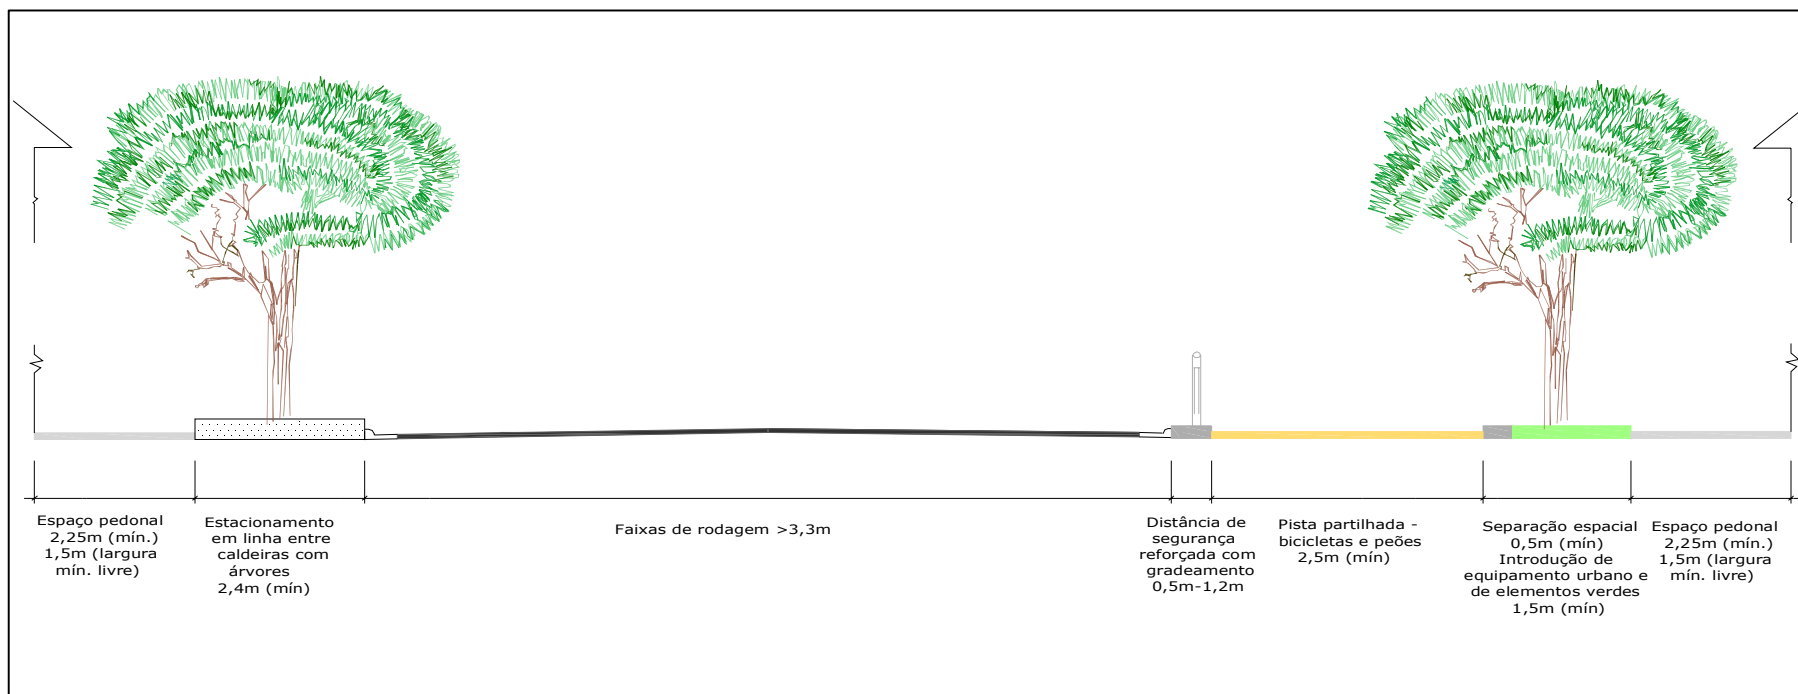 Espaço pedonal
2,25m (mín.)
1,5m (largura
mín. livre)
Estacionamento
em linha entre
caldeiras com
árvores
2,4m (mín)
Faixas de rodagem >3,3m
Distância de
segurança
reforçada com
gradeamento
0,5m-1,2m
Pista partilhada -
bicicletas e peões
2,5m (mín)
Separação espacial
0,5m (mín)
Introdução de
equipamento urbano e
de elementos verdes
1,5m (mín)
Espaço pedonal
2,25m (mín.)
1,5m (largura
mín. livre)